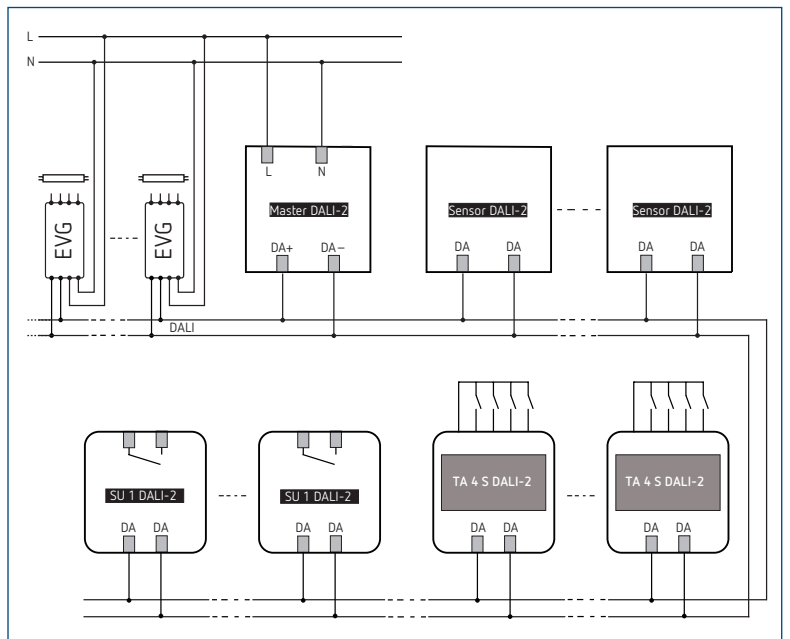 L
N
L N
Master DALI-2
DA+ DA−
Sensor DALI-2
DA DA
Sensor DALI-2
DA DA
EVG
EVG
DALI
SU 1 DALI-2
DA DA
SU 1 DALI-2
DA DA
TA 4 S DALI-2
DA DA
TA 4 S DALI-2
DA DA